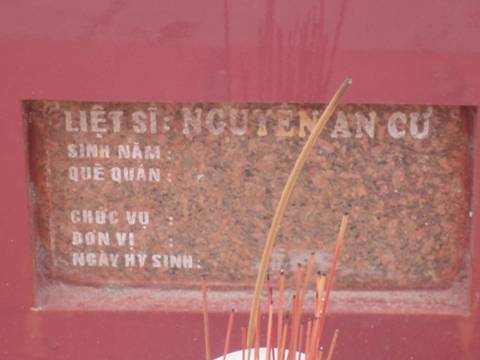 LIỆT SĨ: NGUYỄN AN CƯ
SINH NĂM :
QUÊ QUÁN :
CHỨC VỤ :
ĐƠN VỊ :
NGÀY HY SINH :